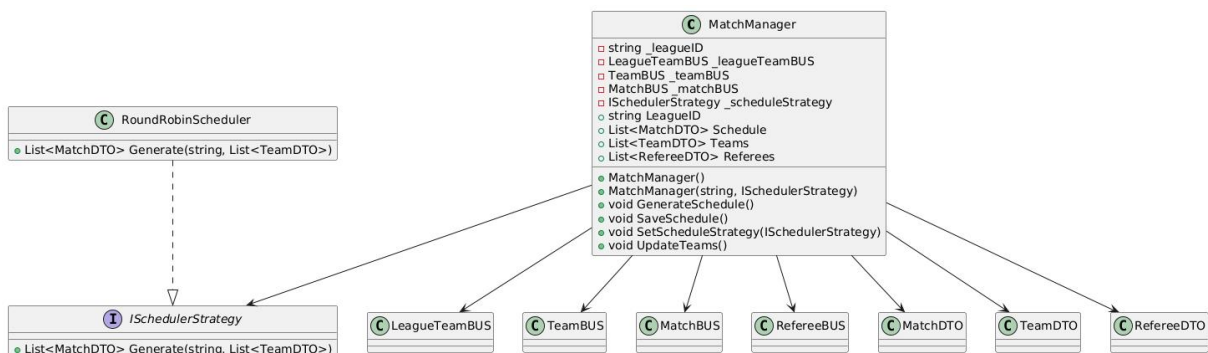 C MatchManager
string _leagueID
LeagueTeamBUS _leagueTeamBUS
TeamBUS _teamBUS
MatchBUS _matchBUS
ISchedulerStrategy _scheduleStrategy
string LeagueID
List<MatchDTO> Schedule
List<TeamDTO> Teams
List<RefereeDTO> Referees
MatchManager()
MatchManager(string, ISchedulerStrategy)
void GenerateSchedule()
void SaveSchedule()
void SetScheduleStrategy(ISchedulerStrategy)
void UpdateTeams()
C RoundRobinScheduler
List<MatchDTO> Generate(string, List<TeamDTO>)
I ISchedulerStrategy
List<MatchDTO> Generate(string, List<TeamDTO>)
C LeagueTeamBUS
C TeamBUS
C MatchBUS
C RefereeBUS
C MatchDTO
C TeamDTO
C RefereeDTO